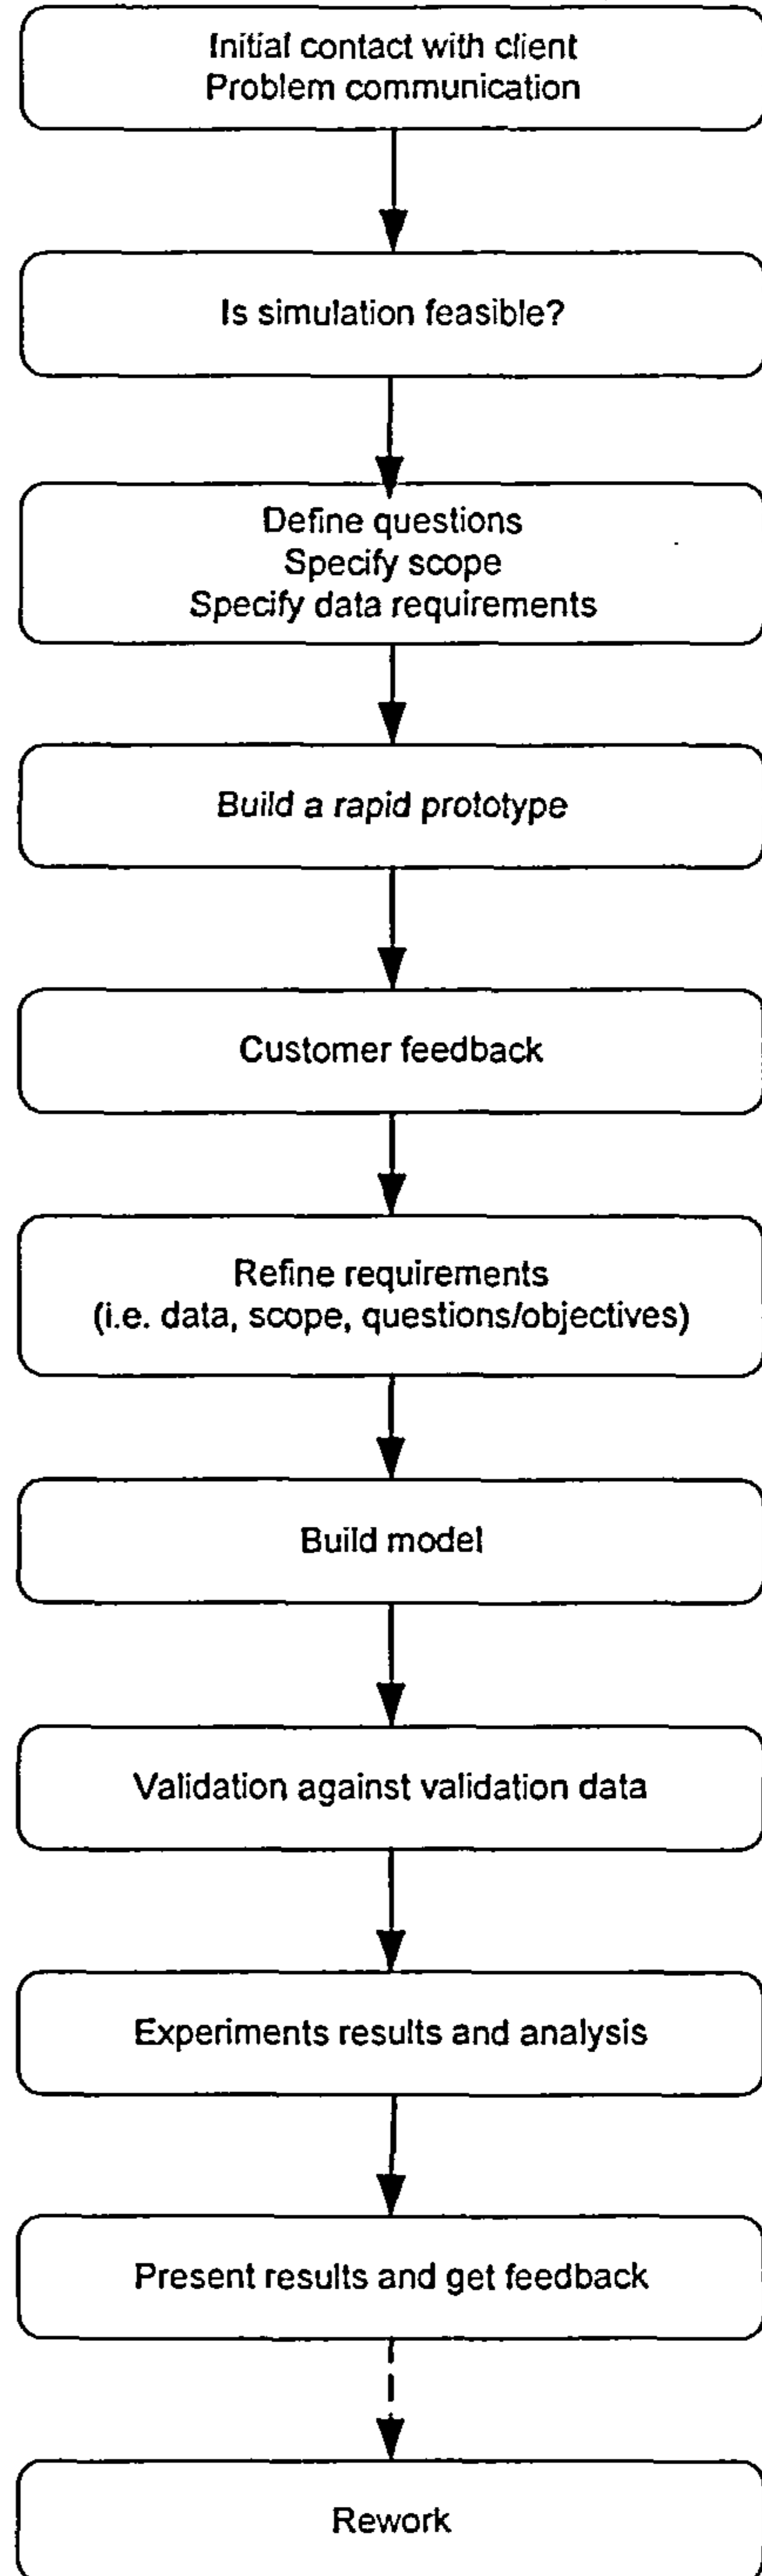 Initial contact with client
Problem communication
Is simulation feasible?
Define questions
Specify scope
Specify data requirements
Build a rapid prototype
Customer feedback
Refine requirements
(i.e. data, scope, questions/objectives)
Build model
Validation against validation data
Experiments results and analysis
Present results and get feedback
Rework